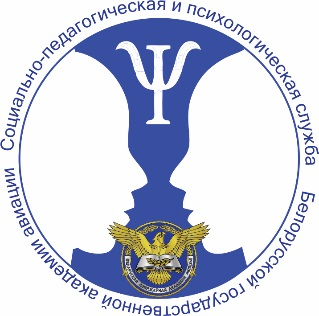 Социально-педагогическая и психологическая служба
Белорусской государственной академии авиации
Ψ